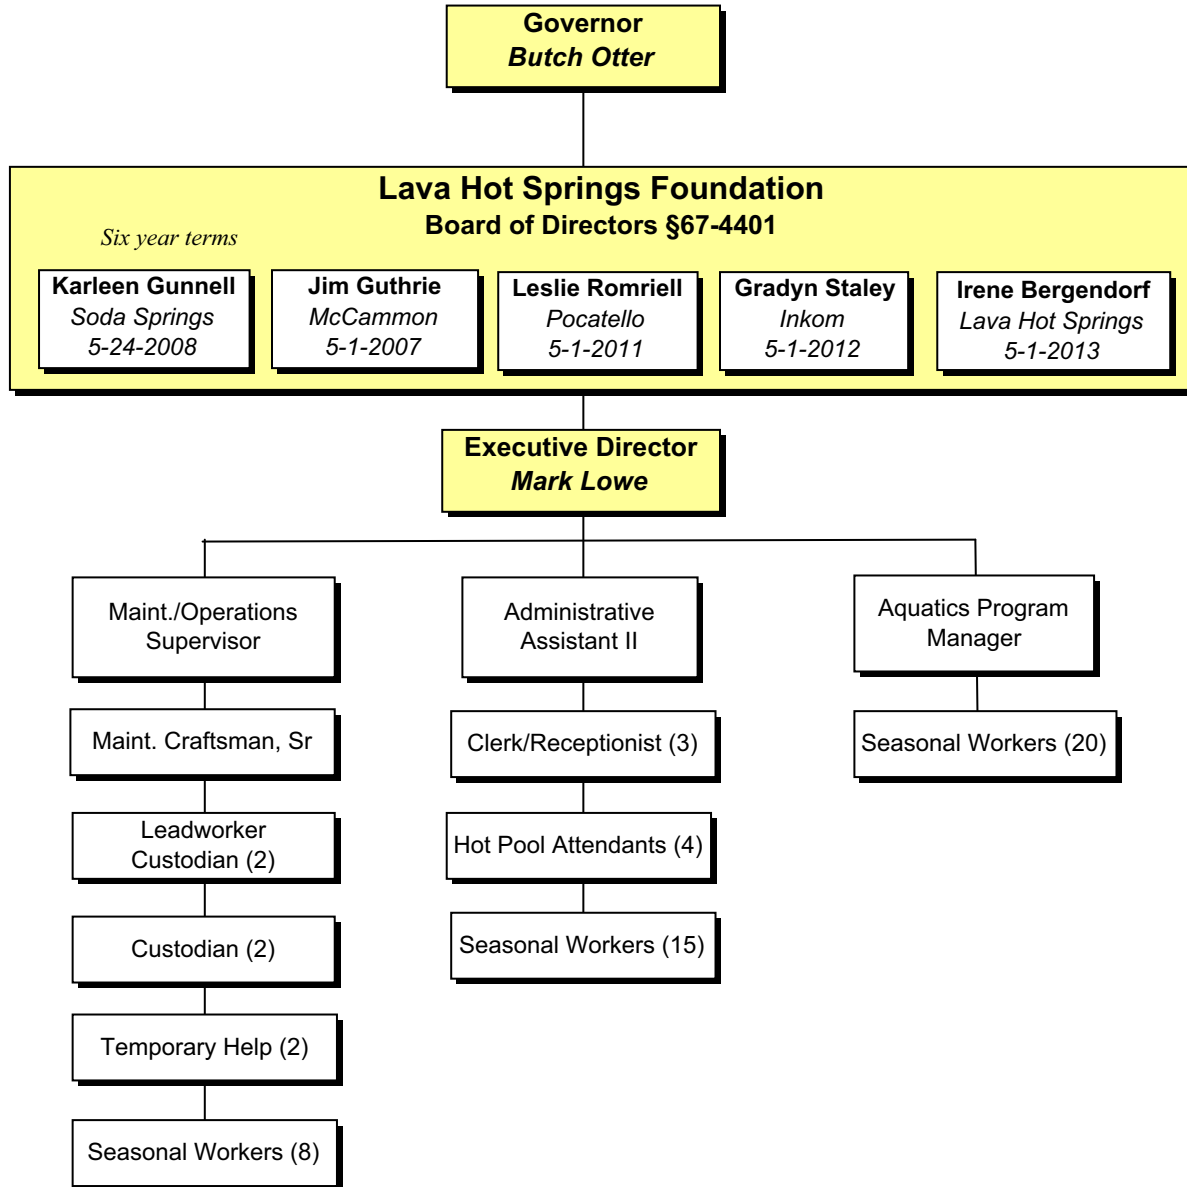 Governor
Butch Otter
Lava Hot Springs Foundation
Board of Directors §67-4401
Six year terms
Karleen Gunnell
Soda Springs
5-24-2008
Jim Guthrie
McCammon
5-1-2007
Leslie Romriell
Pocatello
5-1-2011
Gradyn Staley
Inkom
5-1-2012
Irene Bergendorf
Lava Hot Springs
5-1-2013
Executive Director
Mark Lowe
Maint./Operations
Supervisor
Maint. Craftsman, Sr
Leadworker
Custodian (2)
Custodian (2)
Temporary Help (2)
Seasonal Workers (8)
Administrative
Assistant II
Clerk/Receptionist (3)
Hot Pool Attendants (4)
Seasonal Workers (15)
Aquatics Program
Manager
Seasonal Workers (20)